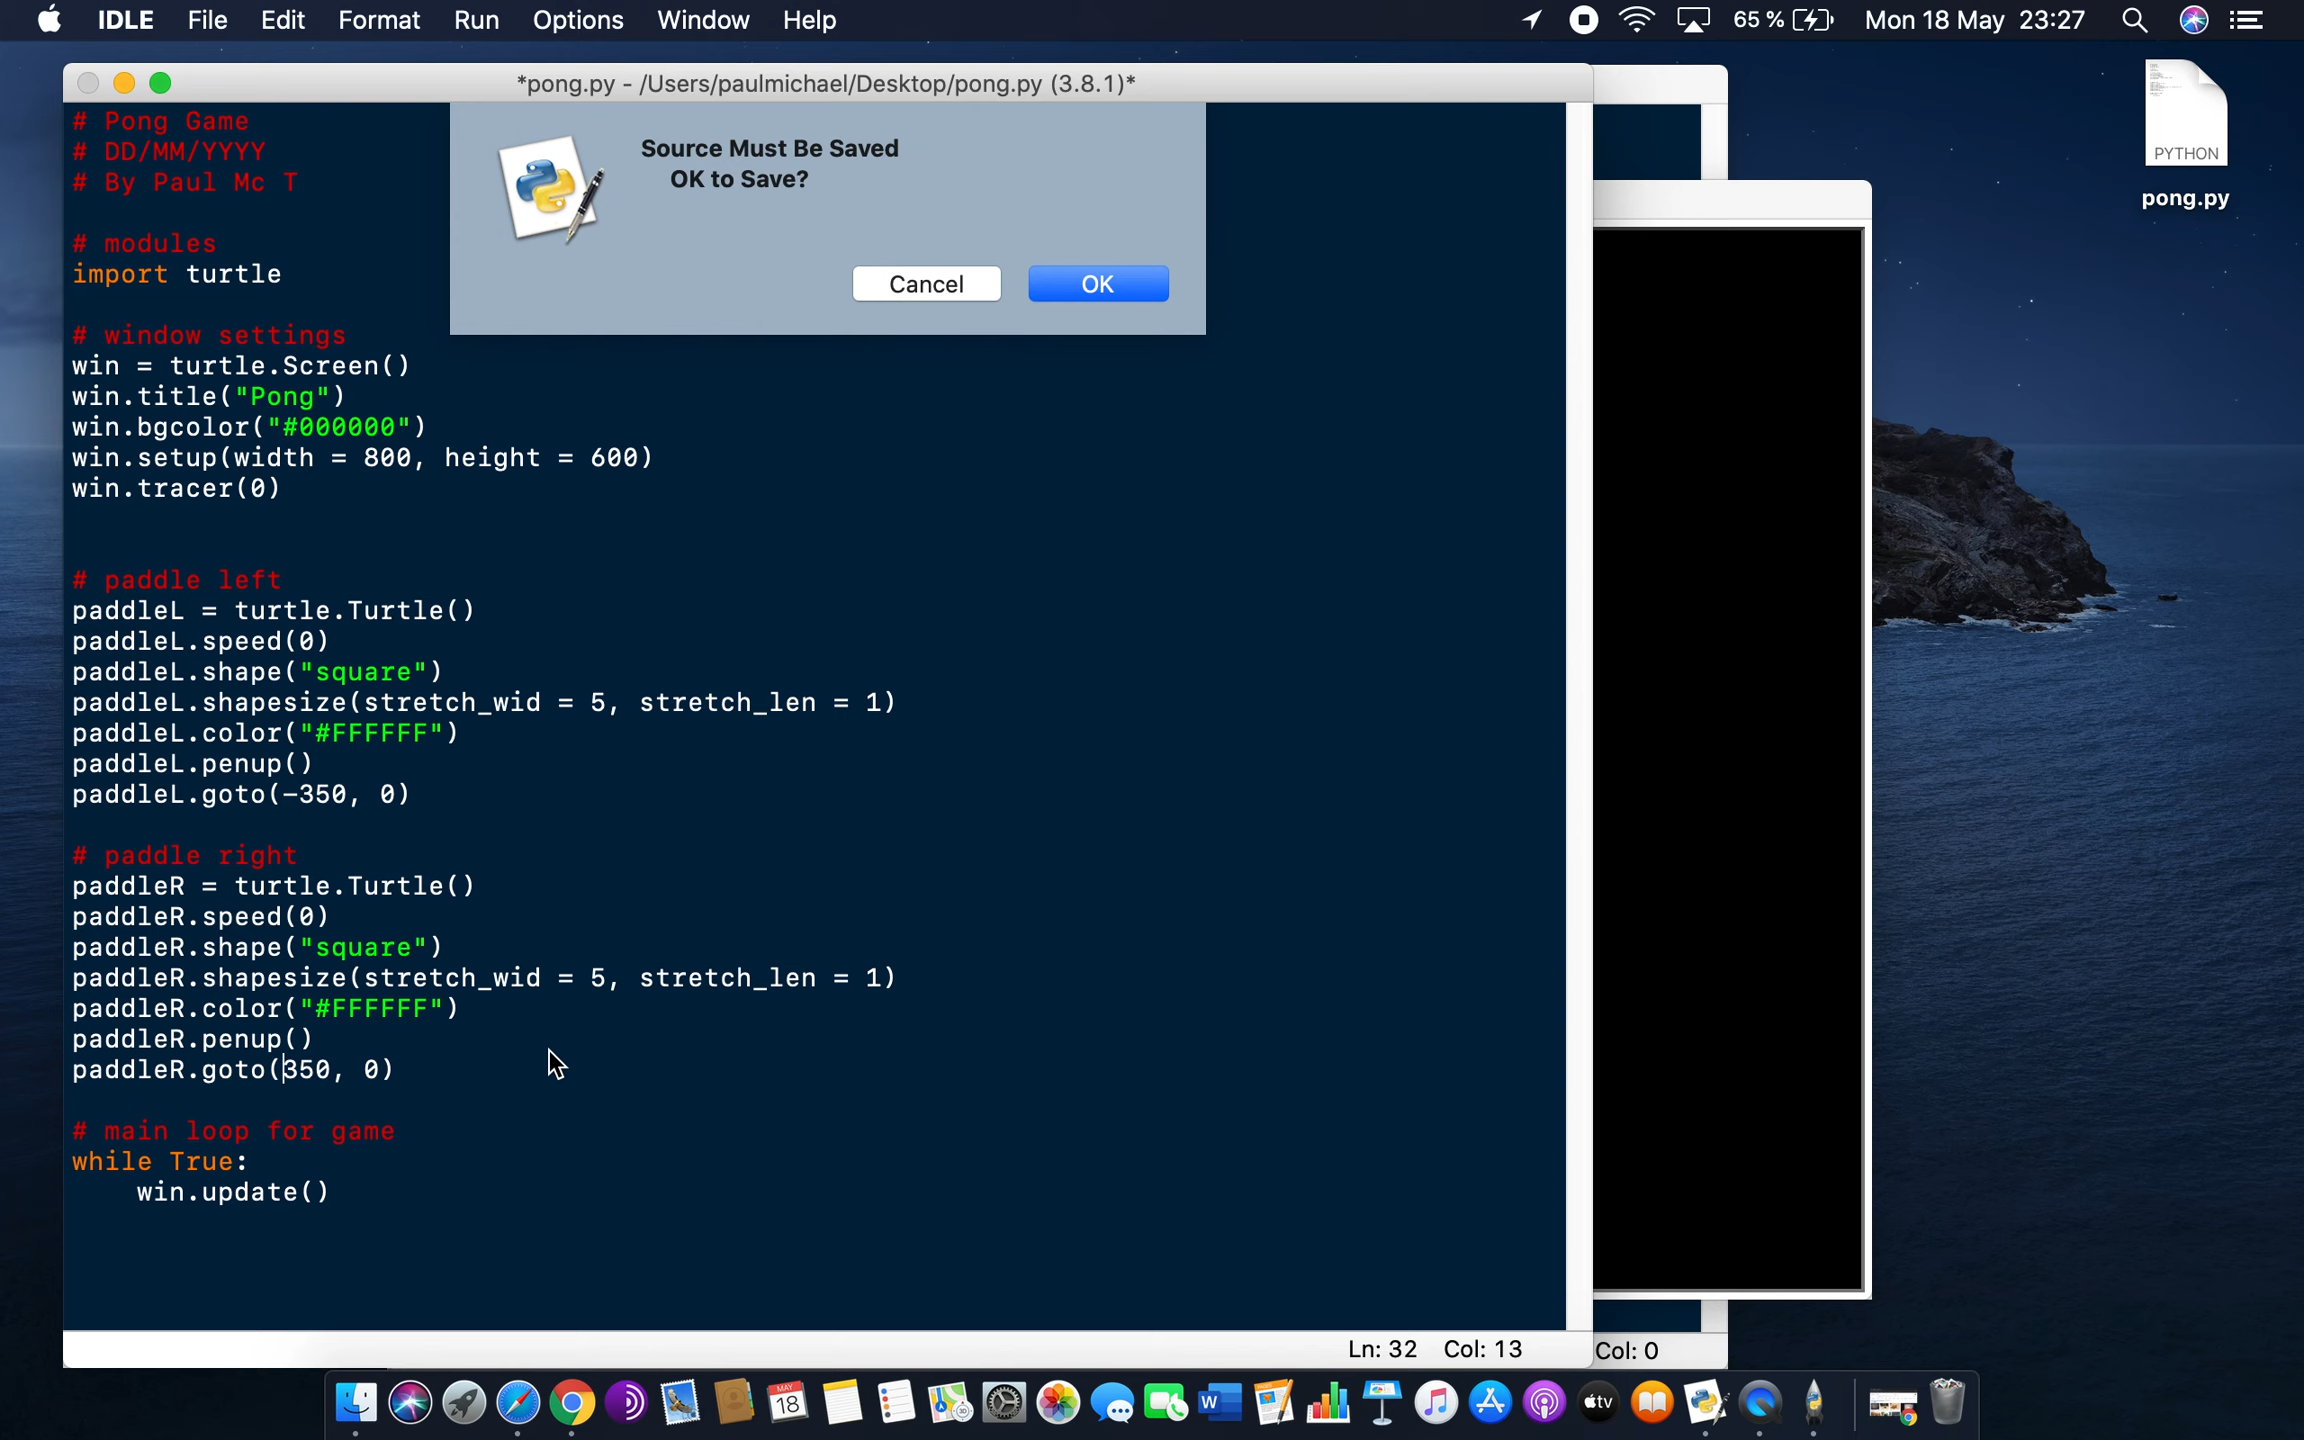 IDLE File Edit Format Run Options Window Help 65 % Mon 18 May 23:27
*pong.py - /Users/paulmichael/Desktop/pong.py (3.8.1)*
Source Must Be Saved
OK to Save?
Cancel OK
# Pong Game
# DD/MM/YYYY
# By Paul Mc T
# modules
import turtle
# window settings
win = turtle.Screen()
win.title("Pong")
win.bgcolor("#000000")
win.setup(width = 800, height = 600)
win.tracer(0)
# paddle left
paddleL = turtle.Turtle()
paddleL.speed(0)
paddleL.shape("square")
paddleL.shapesize(stretch_wid = 5, stretch_len = 1)
paddleL.color("#FFFFFF")
paddleL.penup()
paddleL.goto(-350, 0)
# paddle right
paddleR = turtle.Turtle()
paddleR.speed(0)
paddleR.shape("square")
paddleR.shapesize(stretch_wid = 5, stretch_len = 1)
paddleR.color("#FFFFFF")
paddleR.penup()
paddleR.goto(350, 0)
# main loop for game
while True:
    win.update()
Ln: 32 Col: 13
Col: 0
PYTHON
pong.py
MAY
18
W
tv